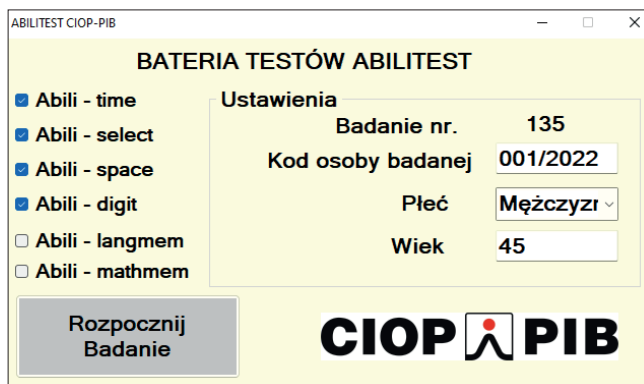 ABILITEST CIOP-PIB
BATERIA TESTÓW ABILITEST
Abili - time
Abili - select
Abili - space
Abili - digit
Abili - langmem
Abili - mathmem
Ustawienia
Badanie nr. 135
Kod osoby badanej 001/2022
Płeć Mężczyzr
Wiek 45
Rozpocznij
Badanie
CIOP PIB